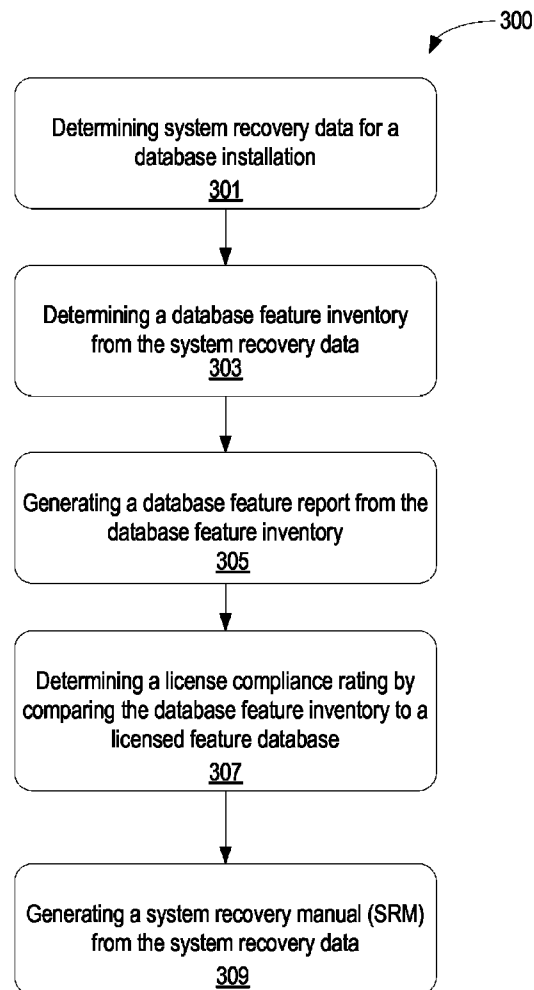 300
Determining system recovery data for a
database installation
301
Determining a database feature inventory
from the system recovery data
303
Generating a database feature report from the
database feature inventory
305
Determining a license compliance rating by
comparing the database feature inventory to a
licensed feature database
307
Generating a system recovery manual (SRM)
from the system recovery data
309